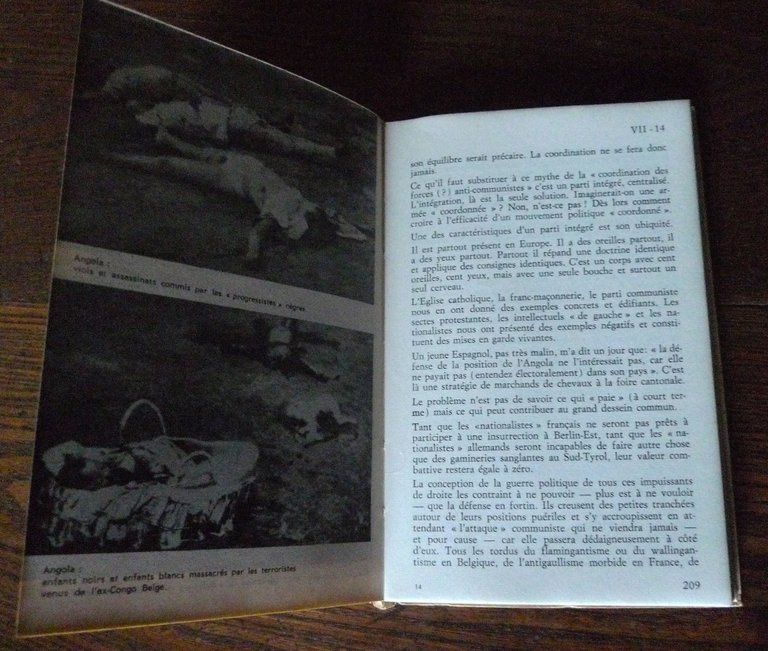 Angola :
viols et assassinats commis par les « progressistes » nègres
Angola :
enfants noirs et enfants blancs massacrés par les terroristes
venus de l'ex-Congo Belge.
VII - 14
son équilibre serait précaire. La coordination ne se fera donc
jamais.
Ce qu'il faut substituer à ce mythe de la « coordination des
forces (?) anti-communistes » c'est un parti intégré, centralisé.
L'intégration, là est la seule solution. Imaginerait-on une ar-
mée « coordonnée » ? Non, n'est-ce pas ! Dès lors comment
croire à l'efficacité d'un mouvement politique « coordonné ».
Une des caractéristiques d'un parti intégré est son ubiquité.
Il est partout présent en Europe. Il a des oreilles partout, il
a des yeux partout. Partout il répand une doctrine identique
et applique des consignes identiques. C'est un corps avec cent
oreilles, cent yeux, mais avec une seule bouche et surtout un
seul cerveau.
L'Eglise catholique, la franc-maçonnerie, le parti communiste
nous en ont donné des exemples concrets et édifiants. Les
sectes protestantes, les intellectuels « de gauche » et les na-
tionalistes nous ont présenté des exemples négatifs et consti-
tuent des mises en garde vivantes.
Un jeune Espagnol, pas très malin, m'a dit un jour que: « la dé-
fense de la position de l'Angola ne l'intéressait pas, car elle
ne payait pas (entendez électoralement) dans son pays ». C'est
là une stratégie de marchands de chevaux à la foire cantonale.
Le problème n'est pas de savoir ce qui « paie » (à court ter-
me) mais ce qui peut contribuer au grand dessein commun.
Tant que les « nationalistes » français ne seront pas prêts à
participer à une insurrection à Berlin-Est, tant que les « na-
tionalistes » allemands seront incapables de faire autre chose
que des gamineries sanglantes au Sud-Tyrol, leur valeur com-
battive restera égale à zéro.
La conception de la guerre politique de tous ces impuissants
de droite les contraint à ne pouvoir — plus est à ne vouloir
— que la défense en fortin. Ils creusent des petites tranchées
autour de leurs positions puériles et s'y accroupissent en at-
tendant « l'attaque » communiste qui ne viendra jamais —
et pour cause — car elle passera dédaigneusement à côté
d'eux. Tous les tordus du flamingantisme ou du wallingan-
tisme en Belgique, de l'antigaullisme morbide en France, de
14
209